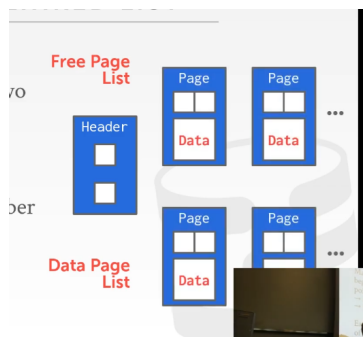 Free Page
List
Page
Page
Header
Data
Data
...
Page
Page
Data Page
List
Data
...